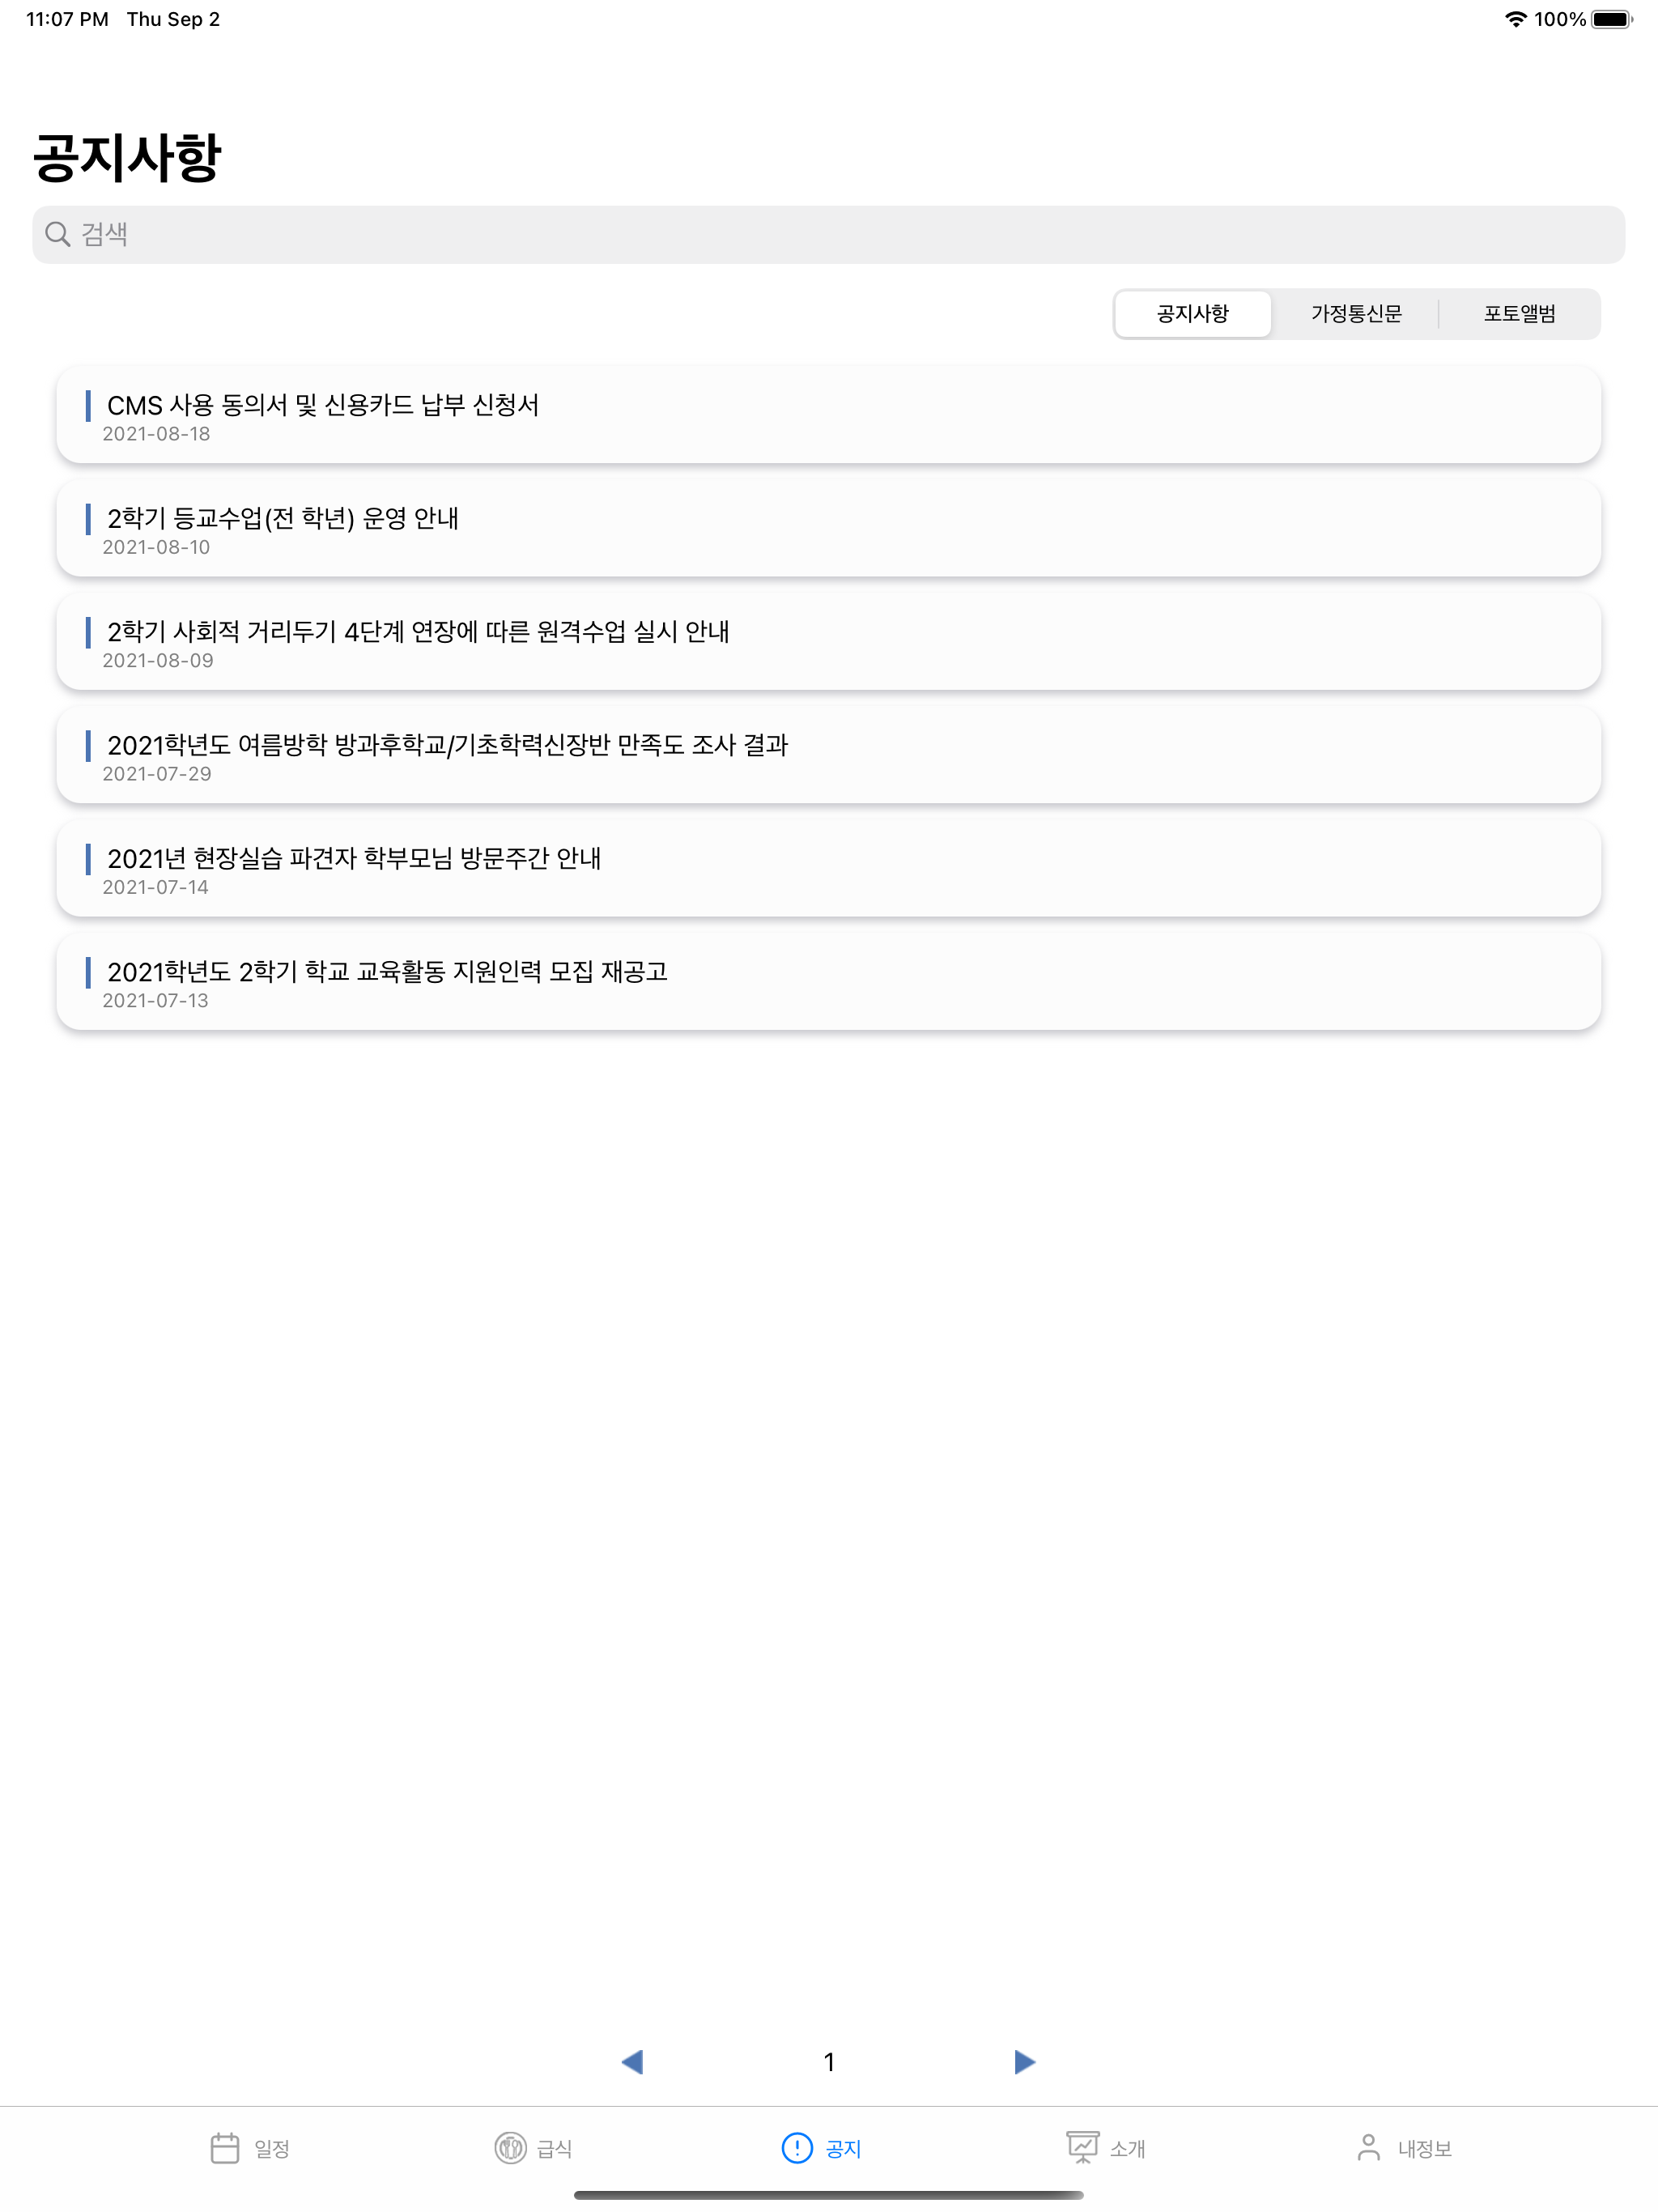 11:07 PM Thu Sep 2 100%
공지사항
검색
공지사항 가정통신문 포토앨범
CMS 사용 동의서 및 신용카드 납부 신청서
2021-08-18
2학기 등교수업(전 학년) 운영 안내
2021-08-10
2학기 사회적 거리두기 4단계 연장에 따른 원격수업 실시 안내
2021-08-09
2021학년도 여름방학 방과후학교/기초학력신장반 만족도 조사 결과
2021-07-29
2021년 현장실습 파견자 학부모님 방문주간 안내
2021-07-14
2021학년도 2학기 학교 교육활동 지원인력 모집 재공고
2021-07-13
1
일정 급식 공지 소개 내정보